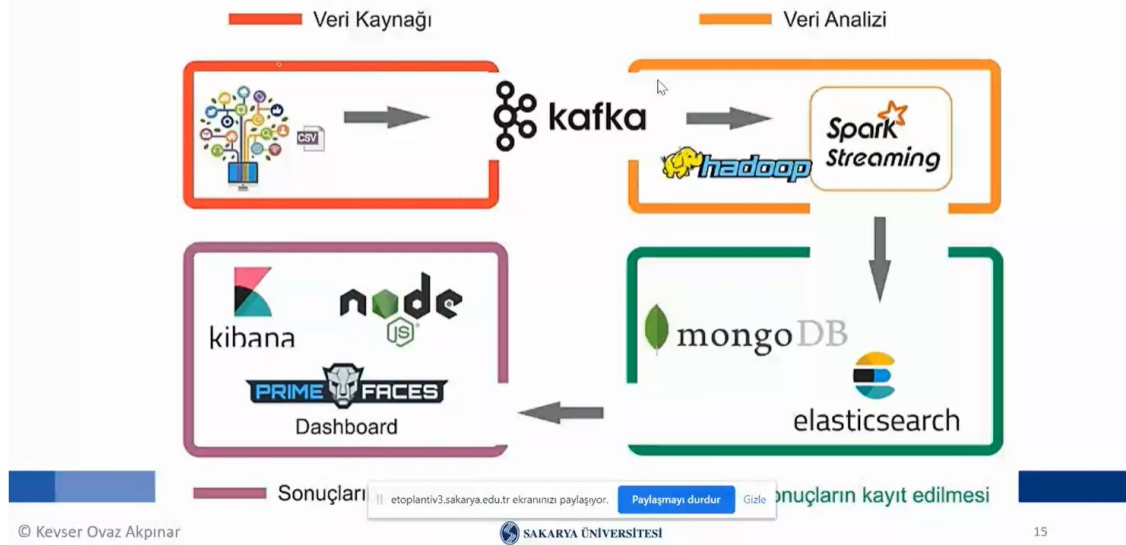 Veri Kaynağı
Veri Analizi
CSV
kafka
hadoop
Spark
Streaming
kibana
node
JS
PRIME FACES
Dashboard
mongoDB
elasticsearch
Sonuçları
etoplantiv3.sakarya.edu.tr ekranınızı paylaşıyor.
Paylaşmayı durdur
Gizle
onuçların kayıt edilmesi
© Kevser Ovaz Akpınar
SAKARYA ÜNİVERSİTESİ
15